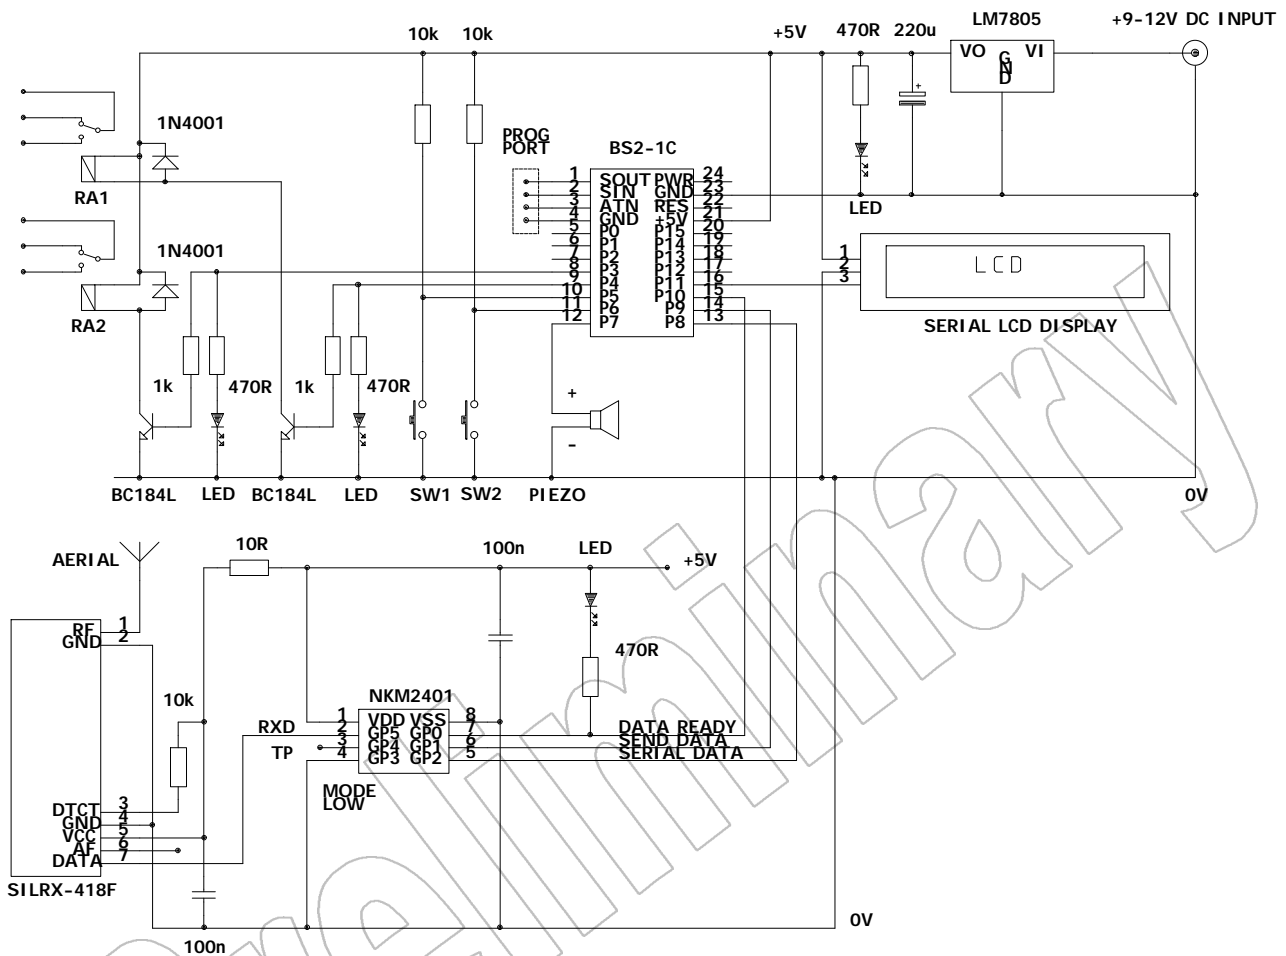 LM7805
+9-12V DC INPUT
10k
10k
+5V
470R
220u
VO
GND
VI
+
1N4001
RA1
1N4001
RA2
PROG
PORT
BS2-1C
1 SOUT PWR 24
2 SIN GND 23
3 ATN RES 22
4 GND +5V 21
5 P0 P15 20
6 P1 P14 19
7 P2 P13 18
8 P3 P12 17
9 P4 P11 16
10 P5 P10 15
11 P6 P9 14
12 P7 P8 13
LED
1
2
3
LCD
SERIAL LCD DISPLAY
1k
470R
1k
470R
+
-
BC184L
LED
BC184L
LED
SW1
SW2
PIEZO
0V
AERIAL
10R
100n
LED
+5V
RF 1
GND 2
470R
10k
NKM2401
RXD
TP
1 VDD VSS 8
2 GP5 GP0 7
3 GP4 GP1 6
4 GP3 GP2 5
DATA READY
SEND DATA
SERIAL DATA
MODE
LOW
DTCT 3
GND 4
VCC 5
AF 6
DATA 7
SILRX-418F
100n
0V
Preliminary